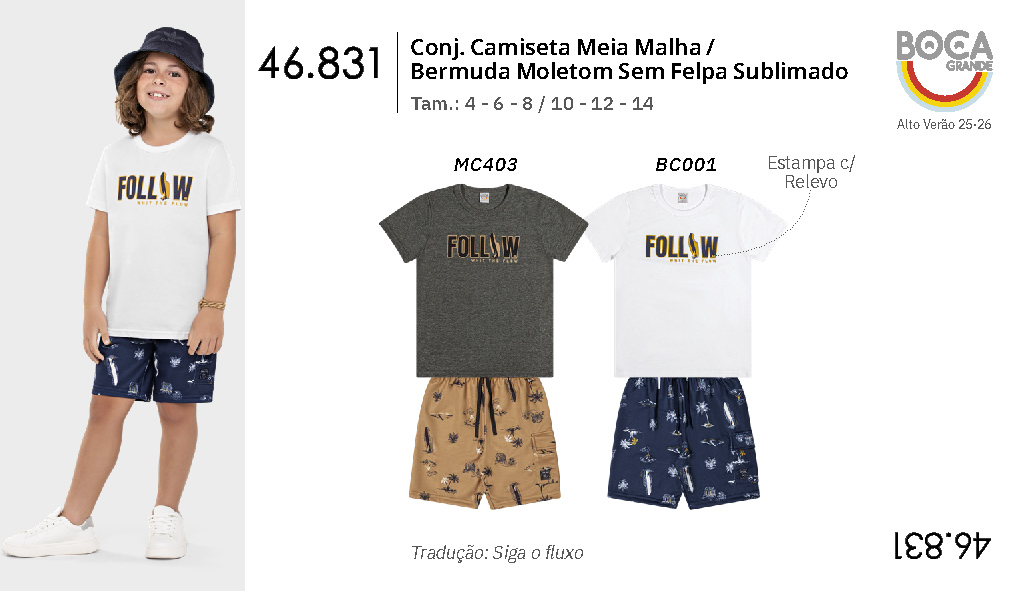 46.831
Conj. Camiseta Meia Malha /
Bermuda Moletom Sem Felpa Sublimado
Tam.: 4 - 6 - 8 / 10 - 12 - 14
BOCA
GRANDE
Alto Verão 25-26
MC403
BC001
Estampa c/
Relevo
FOLLOW
FOLLOW
FOLLOW
Tradução: Siga o fluxo
46.831